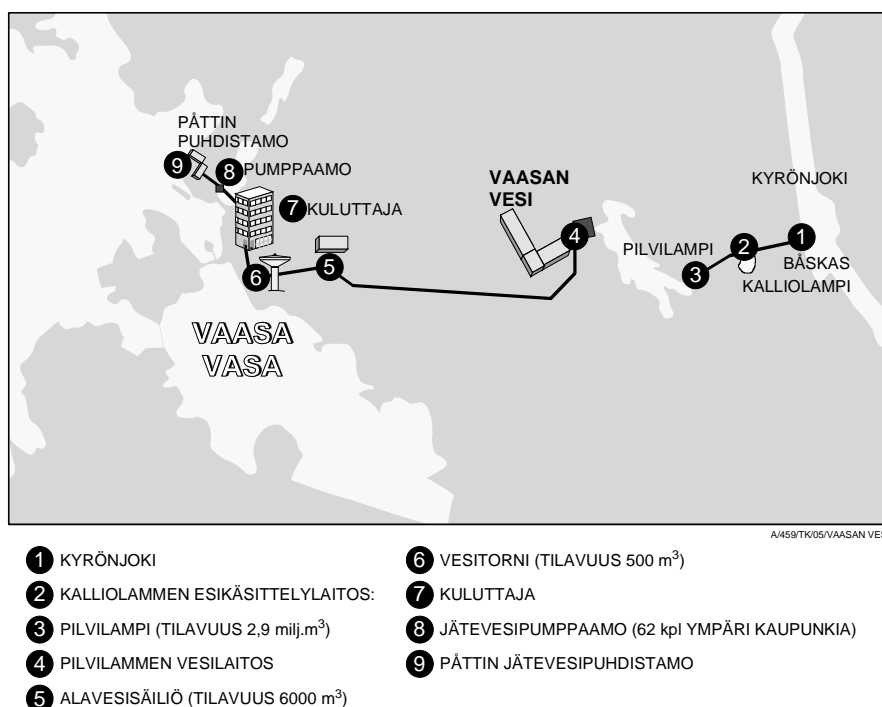 PÅTTIN
PUHDISTAMO
9
8 PUMPPAAMO
7 KULUTTAJA
6
5
VAASA
VASA
VAASAN
VESI
4
KYRÖNJOKI
PILVILAMPI
3
2
1
BÅSKAS
KALLIOLAMPI
A/459/TK/05/VAASAN VES
1 KYRÖNJOKI
2 KALLIOLAMMEN ESIKÄSITTELYLAITOS:
3 PILVILAMPI (TILAVUUS 2,9 milj.m³)
4 PILVILAMMEN VESILAITOS
5 ALAVESISÄILIÖ (TILAVUUS 6000 m³)
6 VESITORNI (TILAVUUS 500 m³)
7 KULUTTAJA
8 JÄTEVESIPUMPPAAMO (62 kpl YMPÄRI KAUPUNKIA)
9 PÅTTIN JÄTEVESIPUHDISTAMO